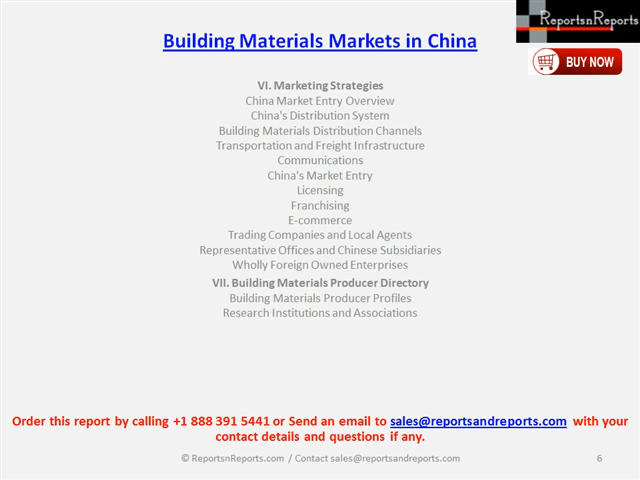 ReportsnReports
Building Materials Markets in China
BUY NOW
VI. Marketing Strategies
China Market Entry Overview
China's Distribution System
Building Materials Distribution Channels
Transportation and Freight Infrastructure
Communications
China's Market Entry
Licensing
Franchising
E-commerce
Trading Companies and Local Agents
Representative Offices and Chinese Subsidiaries
Wholly Foreign Owned Enterprises
VII. Building Materials Producer Directory
Building Materials Producer Profiles
Research Institutions and Associations
Order this report by calling +1 888 391 5441 or Send an email to sales@reportsandreports.com with your
contact details and questions if any.
© ReportsnReports.com / Contact sales@reportsandreports.com
6